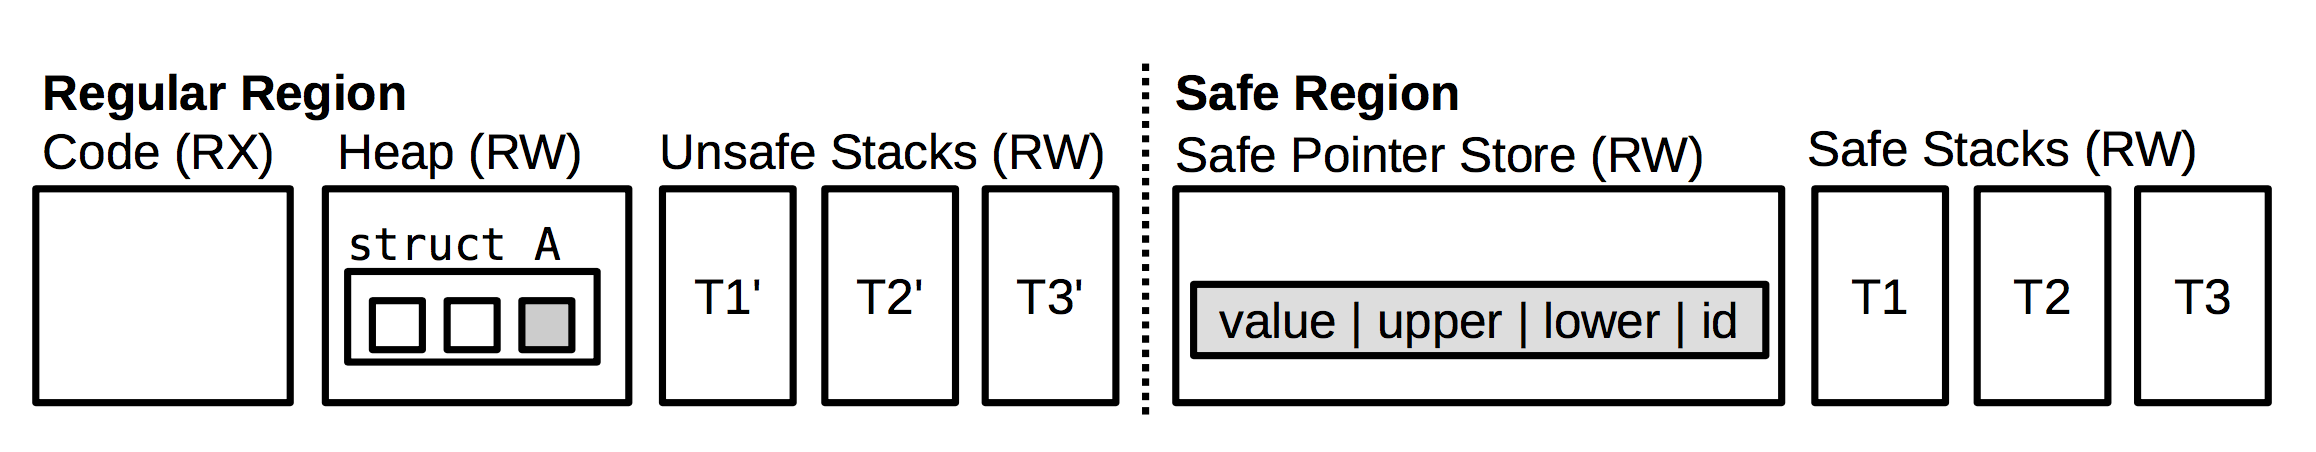 Regular Region
Code (RX)
Heap (RW)
Unsafe Stacks (RW)
struct A
T1'
T2'
T3'
Safe Region
Safe Pointer Store (RW)
Safe Stacks (RW)
value | upper | lower | id
T1
T2
T3